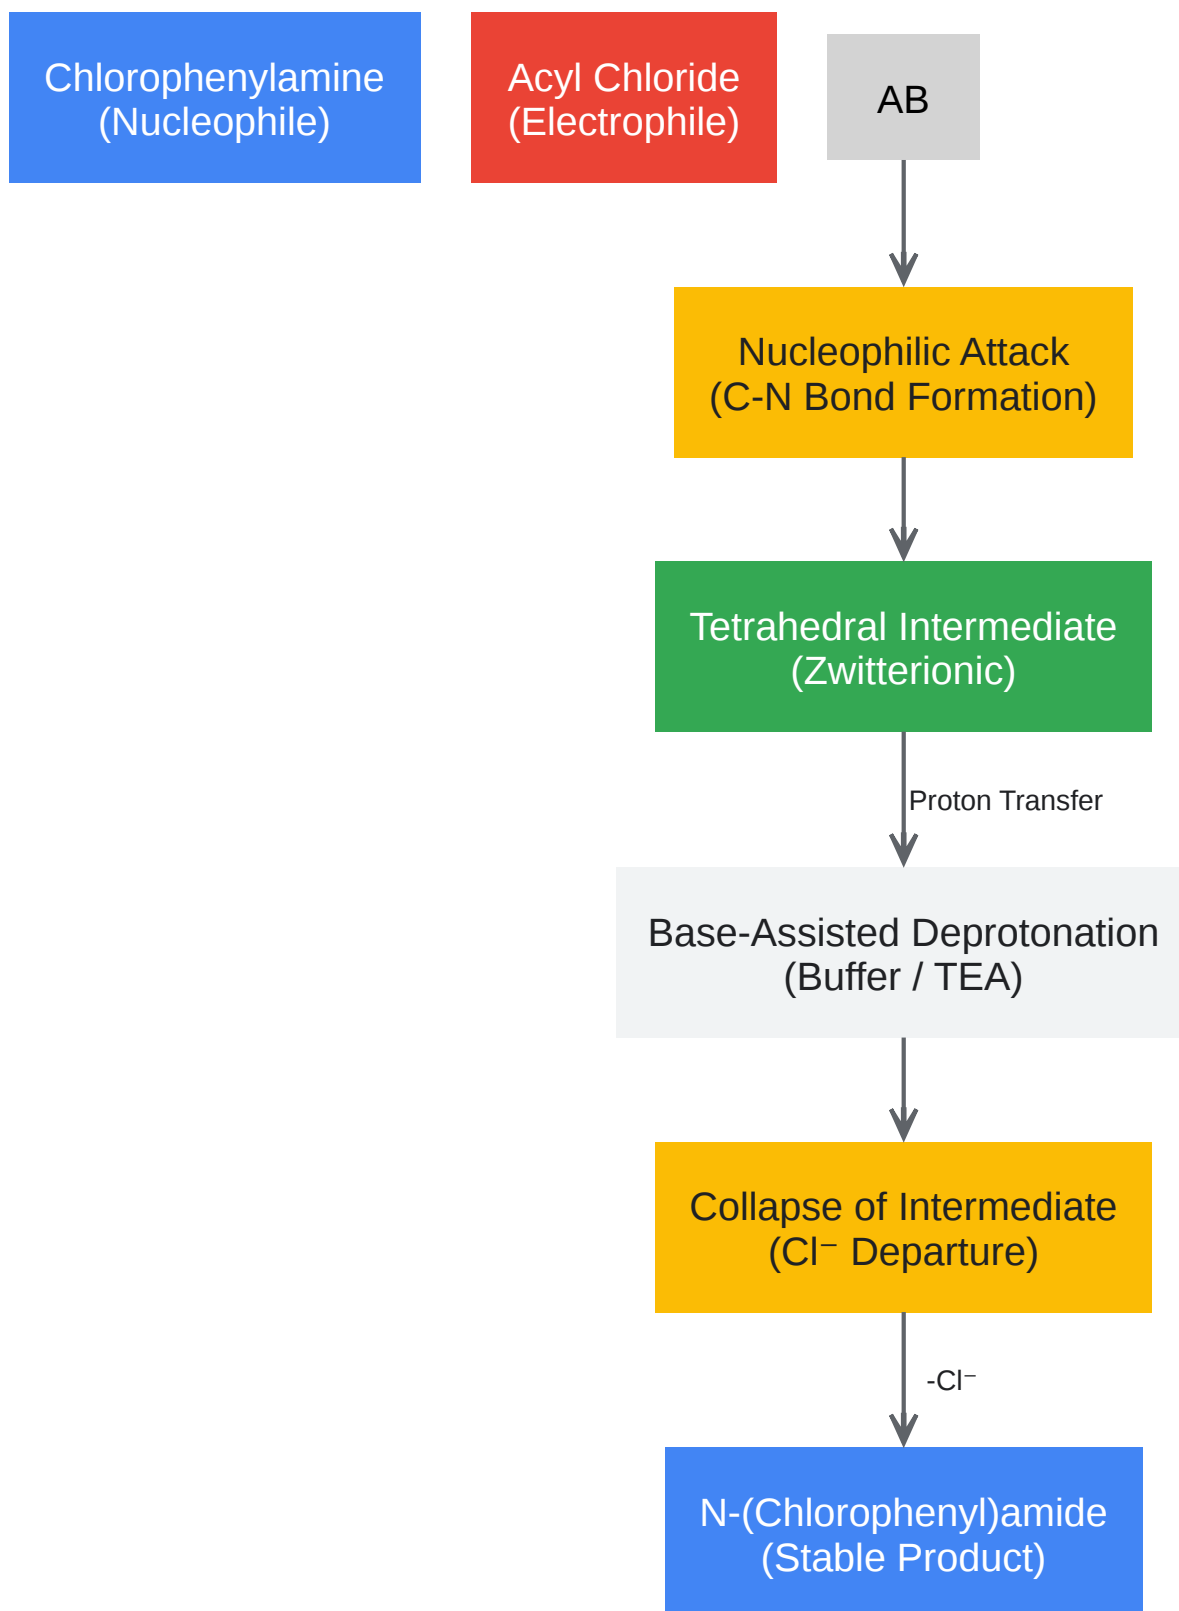 Chlorophenylamine
(Nucleophile)
Acyl Chloride
(Electrophile)
AB
Nucleophilic Attack
(C-N Bond Formation)
Tetrahedral Intermediate
(Zwitterionic)
Proton Transfer
Base-Assisted Deprotonation
(Buffer / TEA)
Collapse of Intermediate
(Cl⁻ Departure)
-Cl⁻
N-(Chlorophenyl)amide
(Stable Product)